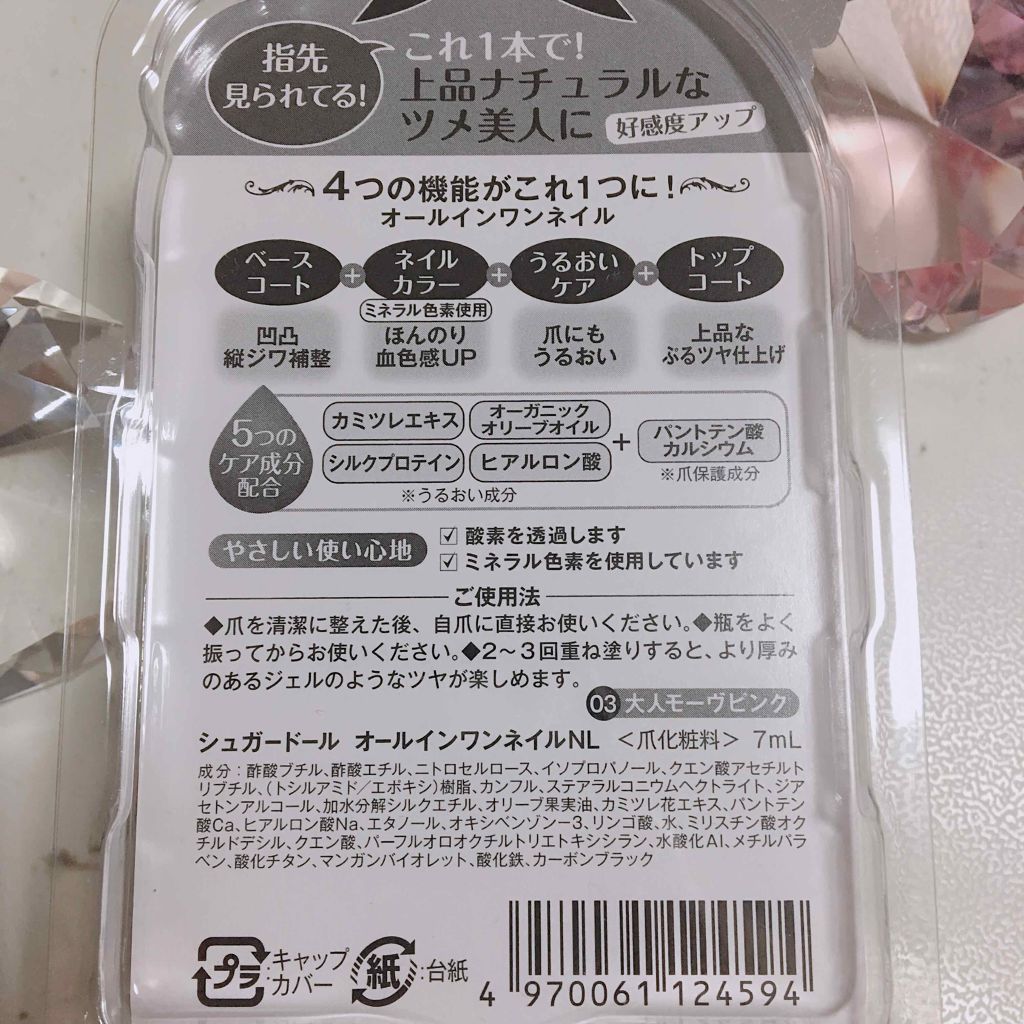 指先
見られてる!
これ1本で!
上品ナチュラルな
ツメ美人に 好感度アップ
4つの機能がこれ1つに!
オールインワンネイル
ベース
コート
+
ネイル
カラー
+
うるおい
ケア
+
トップ
コート
ミネラル色素使用
凹凸
縦ジワ補整
ほんのり
血色感UP
爪にも
うるおい
上品な
ぷるツヤ仕上げ
5つの
ケア成分
配合
カミツレエキス
オーガニック
オリーブオイル
シルクプロテイン
ヒアルロン酸
※うるおい成分
+
パントテン酸
カルシウム
※爪保護成分
やさしい使い心地
☑ 酸素を透過します
☑ ミネラル色素を使用しています
ご使用法
◆爪を清潔に整えた後、自爪に直接お使いください。◆瓶をよく
振ってからお使いください。◆2〜3回重ね塗りすると、より厚み
のあるジェルのようなツヤが楽しめます。
03 大人モーヴピンク
シュガードール オールインワンネイルNL <爪化粧料> 7mL
成分:酢酸ブチル、酢酸エチル、ニトロセルロース、イソプロパノール、クエン酸アセチルト
リブチル、(トシルアミド/エポキシ)樹脂、カンフル、ステアラルコニウムヘクトライト、ジア
セトンアルコール、加水分解シルクエチル、オリーブ果実油、カミツレ花エキス、パントテン
酸Ca、ヒアルロン酸Na、エタノール、オキシベンゾン-3、リンゴ酸、水、ミリスチン酸オク
チルドデシル、クエン酸、パーフルオロオクチルトリエトキシシラン、水酸化Al、メチルパラ
ベン、酸化チタン、マンガンバイオレット、酸化鉄、カーボンブラック
プラ
:キャップ
カバー
紙
:台紙
4 970061 124594